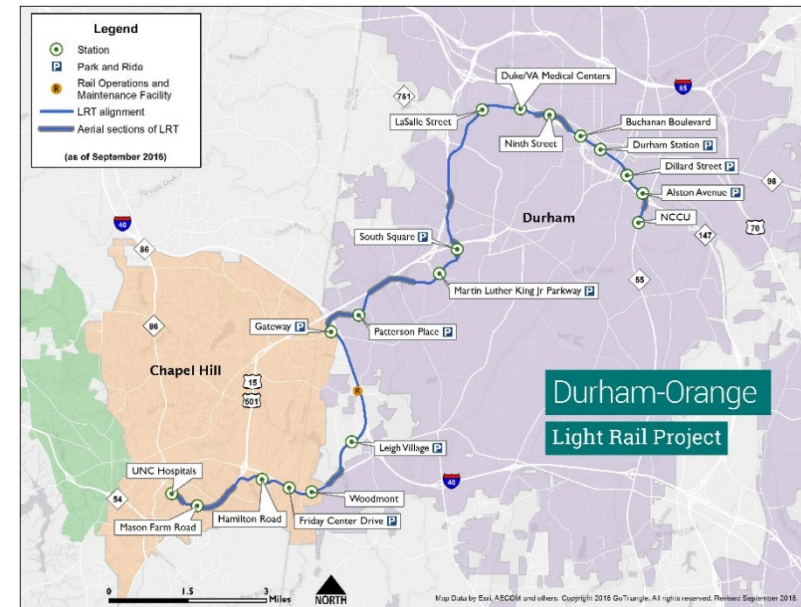 Legend
Station
P Park and Ride
R Rail Operations and
Maintenance Facility
LRT alignment
Aerial sections of LRT
(as of September 2016)
Duke/VA Medical Centers
751
85
LaSalle Street
Buchanan Boulevard
Ninth Street
Durham Station P
Dillard Street P
98
Alston Avenue P
Durham
NCCU
40
86
South Square P
147
70
55
Martin Luther King Jr Parkway P
86
Gateway P
Patterson Place P
Chapel Hill
15
501
Durham-Orange
Light Rail Project
R
Leigh Village P
UNC Hospitals
40
54
Woodmont
Mason Farm Road
Hamilton Road
Friday Center Drive P
0 1.5 3
Miles
NORTH
Map Data by Esri, AECOM and others. Copyright 2016 GoTriangle. All rights reserved. Revised September 2016.